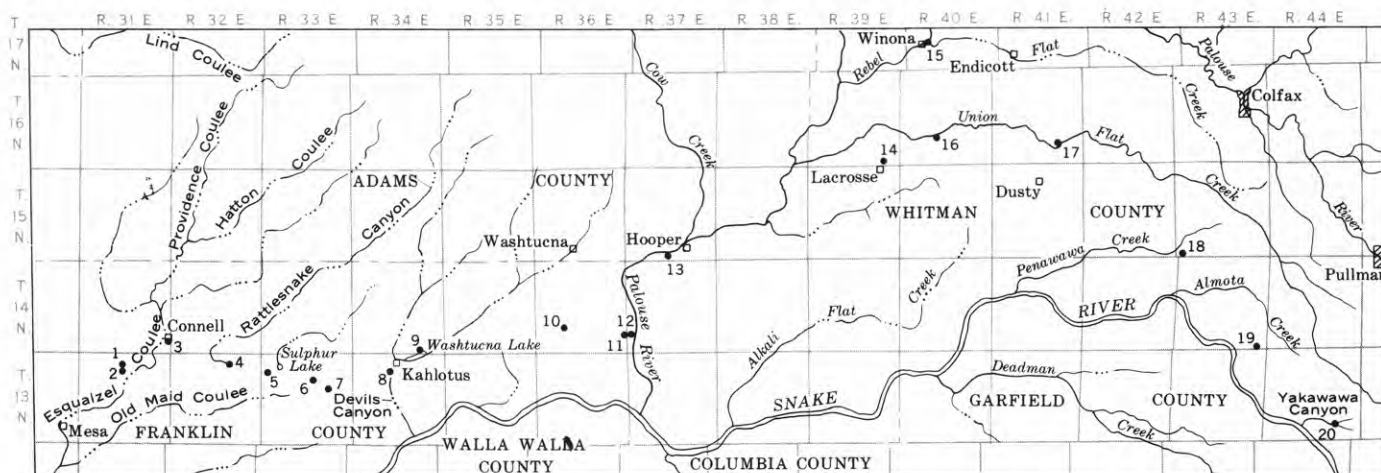 T R. 31 E. R. 32 E. R. 33 E. R. 34 E. R. 35 E. R. 36 E. R. 37 E. R. 38 E. R. 39 E. R. 40 E. R. 41 E. R. 42 E. R. 43 E. R. 44 E.
17
N
Lind Coulee
Cow
Creek
Winona
15
Rebel
Flat
Creek
Endicott
Palouse
River
Colfax
T
16
N
Providence Coulee
Hatton Coulee
Union
Flat
Creek
14
16
17
Lacrosse
Dusty
ADAMS COUNTY
WHITMAN COUNTY
T
15
N
Rattlesnake Canyon
Washtucna
Hooper
13
Penawawa Creek
18
Pullman
T
14
N
Connell
3
10
12
11
Palouse
River
Alkali Flat Creek
RIVER
Almota
Creek
19
1
2
Esqualzel Coulee
4
Sulphur
Lake
5
6
7
Devils
Canyon
8
9
Washtucna Lake
Kahlotus
T.
13
N
Old Maid Coulee
Mesa
FRANKLIN COUNTY
WALLA WALLA
COUNTY
SNAKE
COLUMBIA COUNTY
Deadman
Creek
GARFIELD COUNTY
Yakawawa
Canyon
20